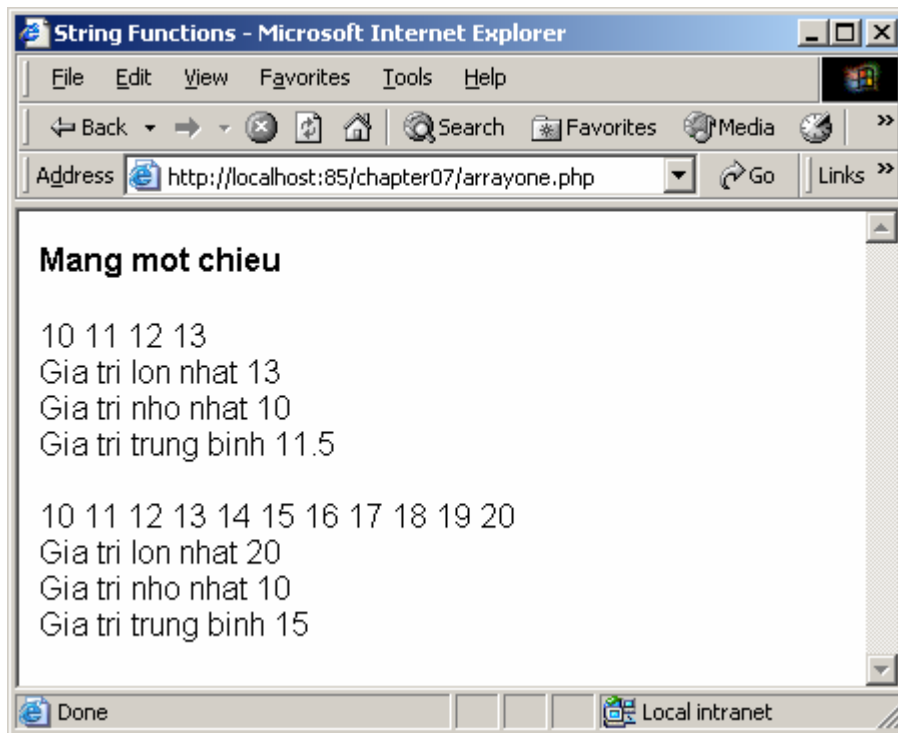 String Functions - Microsoft Internet Explorer
File Edit View Favorites Tools Help
Back Search Favorites Media »
Address http://localhost:85/chapter07/arrayone.php Go Links »
Mang mot chieu
10 11 12 13
Gia tri lon nhat 13
Gia tri nho nhat 10
Gia tri trung binh 11.5
10 11 12 13 14 15 16 17 18 19 20
Gia tri lon nhat 20
Gia tri nho nhat 10
Gia tri trung binh 15
Done Local intranet